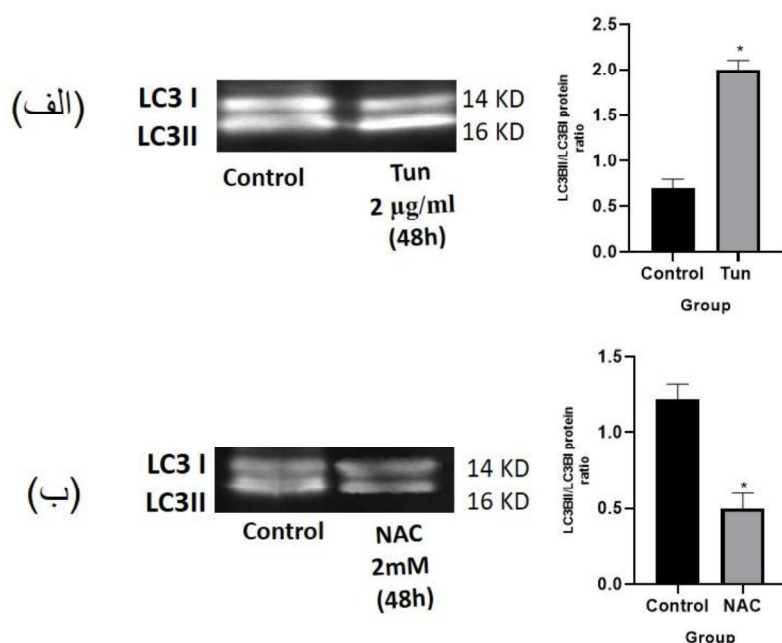 (الف)
LC3 I
LC3II
14 KD
16 KD
Control
Tun
2 µg/ml
(48h)
LC3BII/LC3BI protein
ratio
2.5
2.0
1.5
1.0
0.5
0.0
*
Control
Tun
Group
(ب)
LC3 I
LC3II
14 KD
16 KD
Control
NAC
2mM
(48h)
LC3BII/LC3BI protein
ratio
1.5
1.0
0.5
0.0
*
Control
NAC
Group